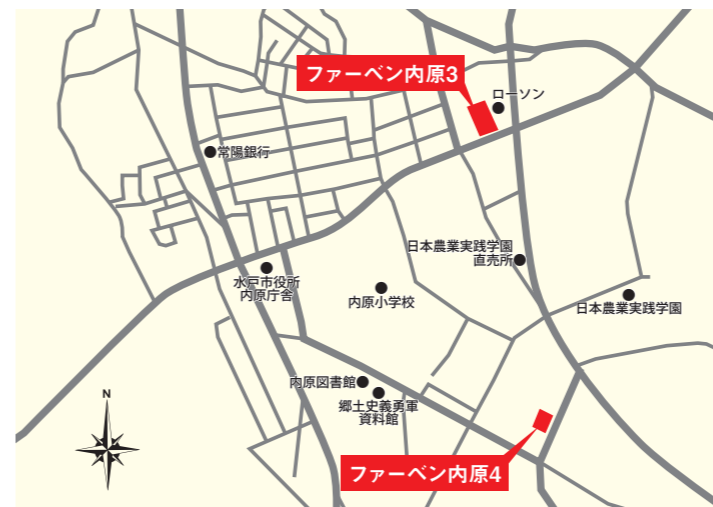 ファーベン内原3
ローソン
常陽銀行
日本農業実践学園
直売所
水戸市役所
内原庁舎
内原小学校
日本農業実践学園
内原図書館
郷土史義勇軍
資料館
N
ファーベン内原4